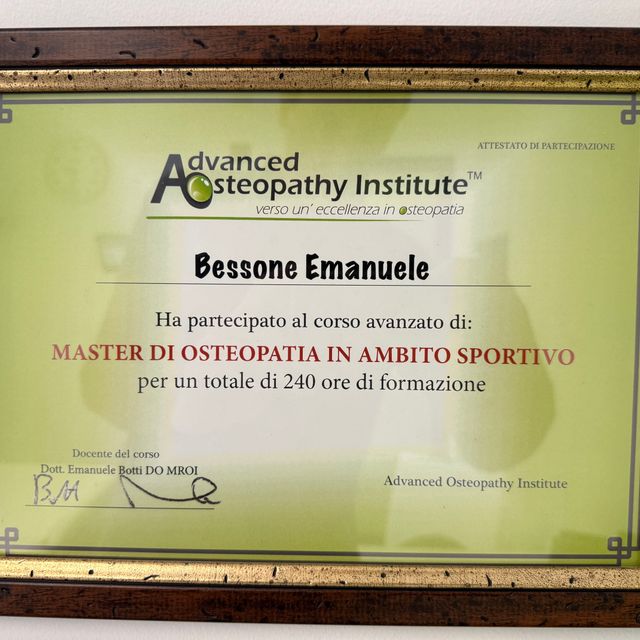 ATTESTATO DI PARTECIPAZIONE
Advanced
Osteopathy Institute™
verso un' eccellenza in osteopatia
Bessone Emanuele
Ha partecipato al corso avanzato di:
MASTER DI OSTEOPATIA IN AMBITO SPORTIVO
per un totale di 240 ore di formazione
Docente del corso
Dott. Emanuele Botti DO MROI
Advanced Osteopathy Institute